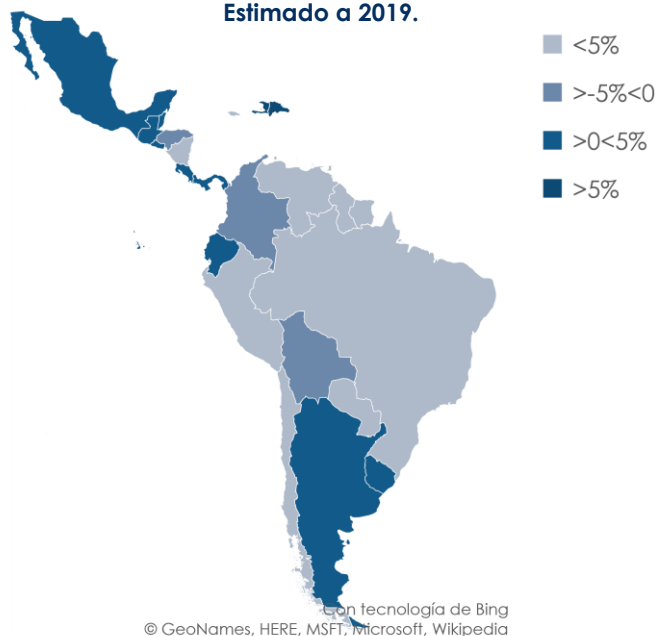 Estimado a 2019.
<5%
>-5%<0
>0<5%
>5%
Con tecnología de Bing
© GeoNames, HERE, MSFT, Microsoft, Wikipedia